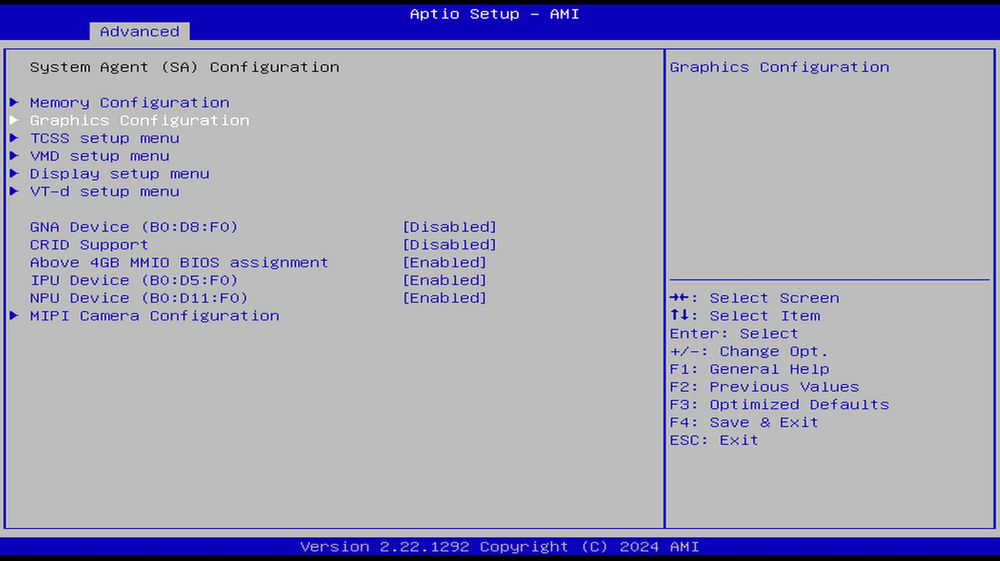 Aptio Setup - AMI
Advanced
System Agent (SA) Configuration
Memory Configuration
Graphics Configuration
TCSS setup menu
VMD setup menu
Display setup menu
VT-d setup menu
GNA Device (B0:D8:F0) [Disabled]
CRID Support [Disabled]
Above 4GB MMIO BIOS assignment [Enabled]
IPU Device (B0:D5:F0) [Enabled]
NPU Device (B0:D11:F0) [Enabled]
MIPI Camera Configuration
Graphics Configuration
→←: Select Screen
↑↓: Select Item
Enter: Select
+/-: Change Opt.
F1: General Help
F2: Previous Values
F3: Optimized Defaults
F4: Save & Exit
ESC: Exit
Version 2.22.1292 Copyright (C) 2024 AMI